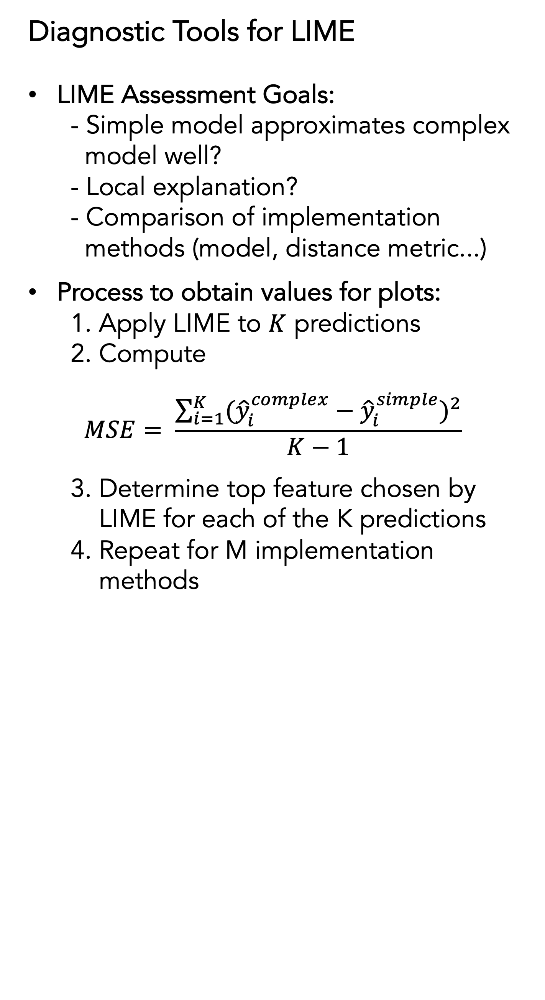 Diagnostic Tools for LIME
• LIME Assessment Goals:
- Simple model approximates complex
model well?
- Local explanation?
- Comparison of implementation
methods (model, distance metric...)
• Process to obtain values for plots:
1. Apply LIME to K predictions
2. Compute
MSE = \frac{\sum_{i=1}^{K}(\hat{y}_i^{complex} - \hat{y}_i^{simple})^2}{K - 1}
3. Determine top feature chosen by
LIME for each of the K predictions
4. Repeat for M implementation
methods